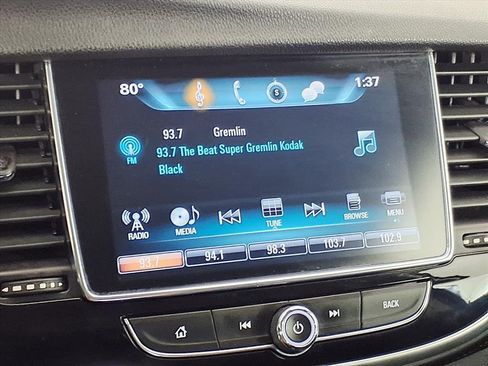 80° 1:37
S
93.7 Gremlin
FM
93.7 The Beat Super Gremlin Kodak
Black
RADIO MEDIA TUNE BROWSE MENU
93.7 94.1 98.3 103.7 102.9
BACK